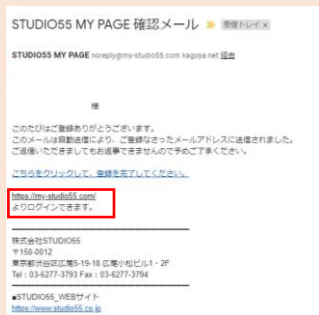 STUDIO55 MY PAGE 確認メール 受信トレイ×
STUDIO55 MY PAGE noreply@my-studio55.com kagoya.net 経由
様
このたびはご登録ありがとうございます。
このメールは自動送信により、ご登録なさったメールアドレスに送信されました。
ご返信いただきましてもお返事できませんので予めご了承ください。
こちらをクリックして、登録を完了してください。
https://my-studio55.com/
よりログインできます。
株式会社STUDIO55
〒150-0012
東京都渋谷区広尾5-19-18 広尾小松ビル1・2F
Tel : 03-6277-3793 Fax : 03-6277-3794
■STUDIO55_WEBサイト
https://www.studio55.co.jp